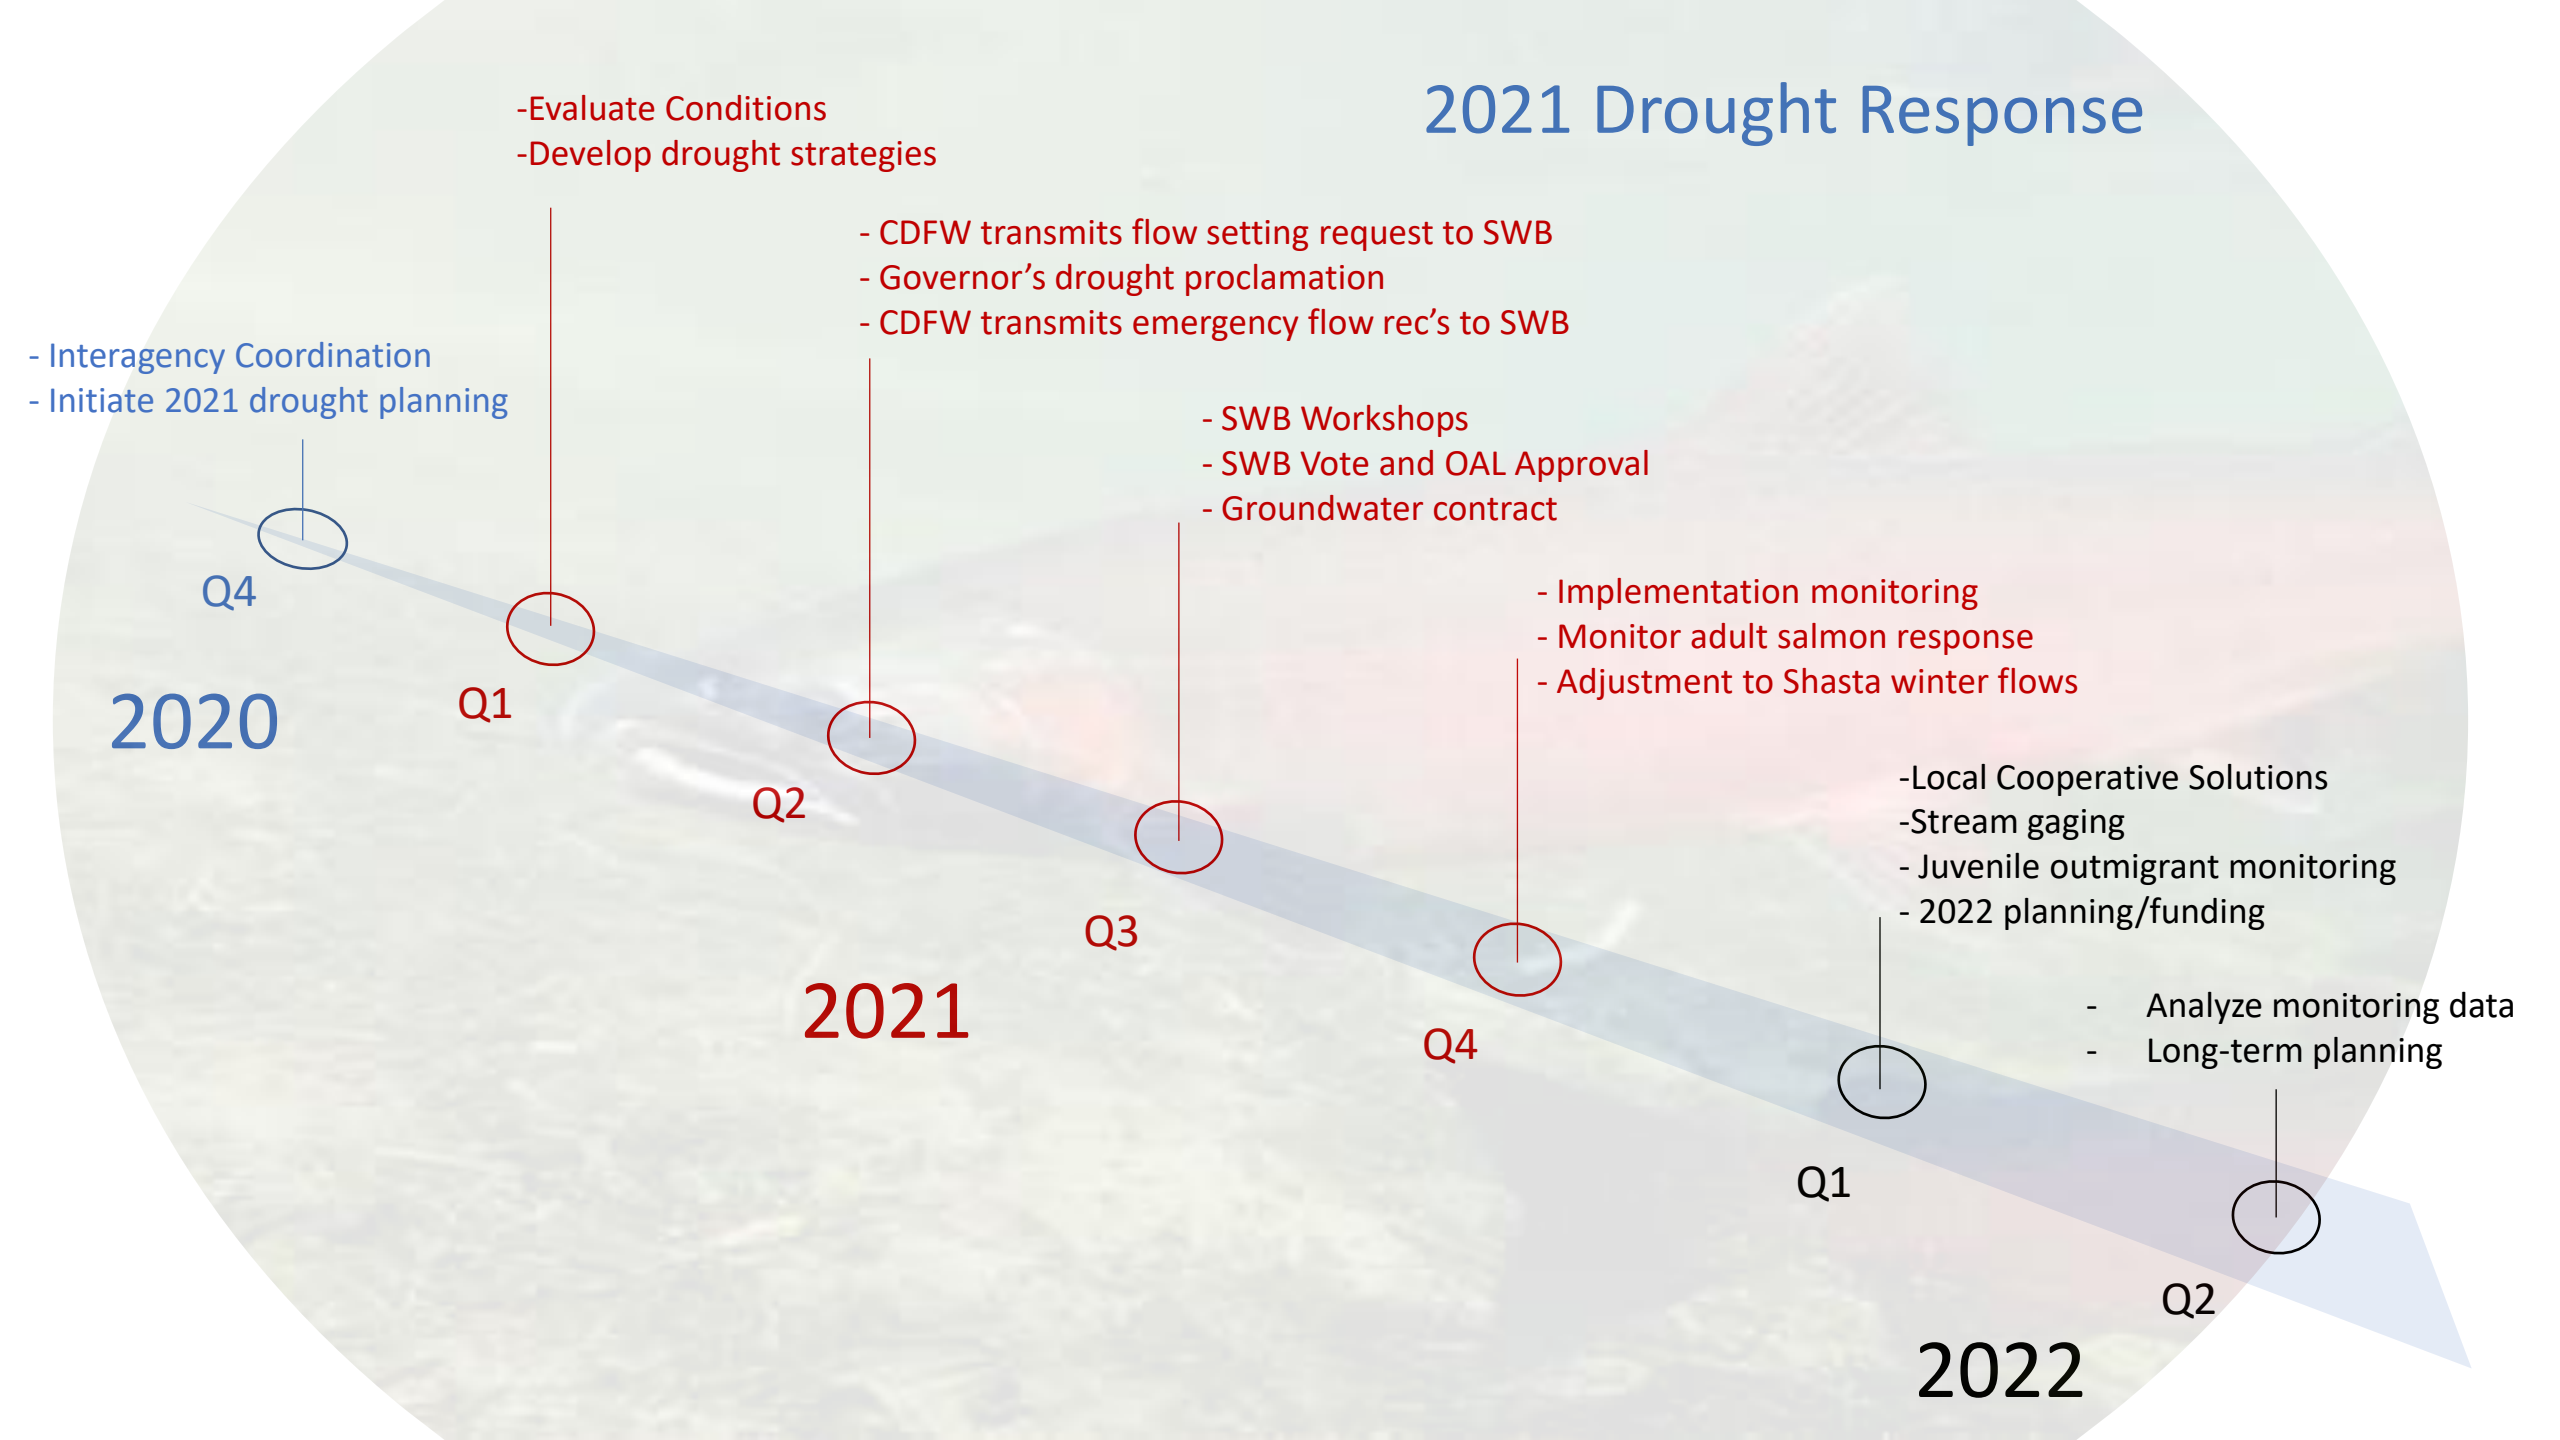 2021 Drought Response
- Interagency Coordination
- Initiate 2021 drought planning
Q4
2020
-Evaluate Conditions
-Develop drought strategies
Q1
- CDFW transmits flow setting request to SWB
- Governor’s drought proclamation
- CDFW transmits emergency flow rec’s to SWB
Q2
- SWB Workshops
- SWB Vote and OAL Approval
- Groundwater contract
Q3
- Implementation monitoring
- Monitor adult salmon response
- Adjustment to Shasta winter flows
Q4
2021
-Local Cooperative Solutions
-Stream gaging
- Juvenile outmigrant monitoring
- 2022 planning/funding
Q1
- Analyze monitoring data
- Long-term planning
Q2
2022